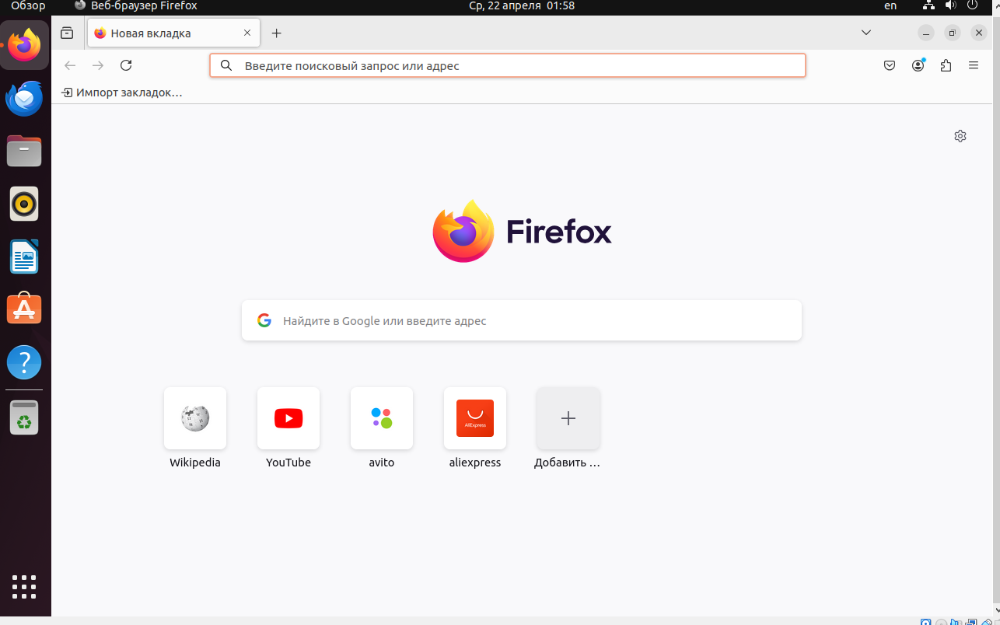 Обзор
Веб-браузер Firefox
Ср, 22 апреля 01:58
en
Новая вкладка
Введите поисковый запрос или адрес
Импорт закладок…
Firefox
Найдите в Google или введите адрес
AliExpress
Wikipedia
YouTube
avito
aliexpress
Добавить …